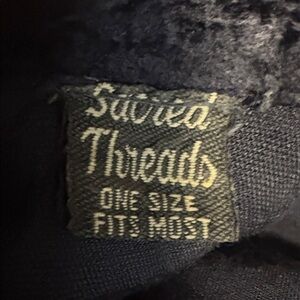 Sacred
Threads
ONE SIZE
FITS MOST